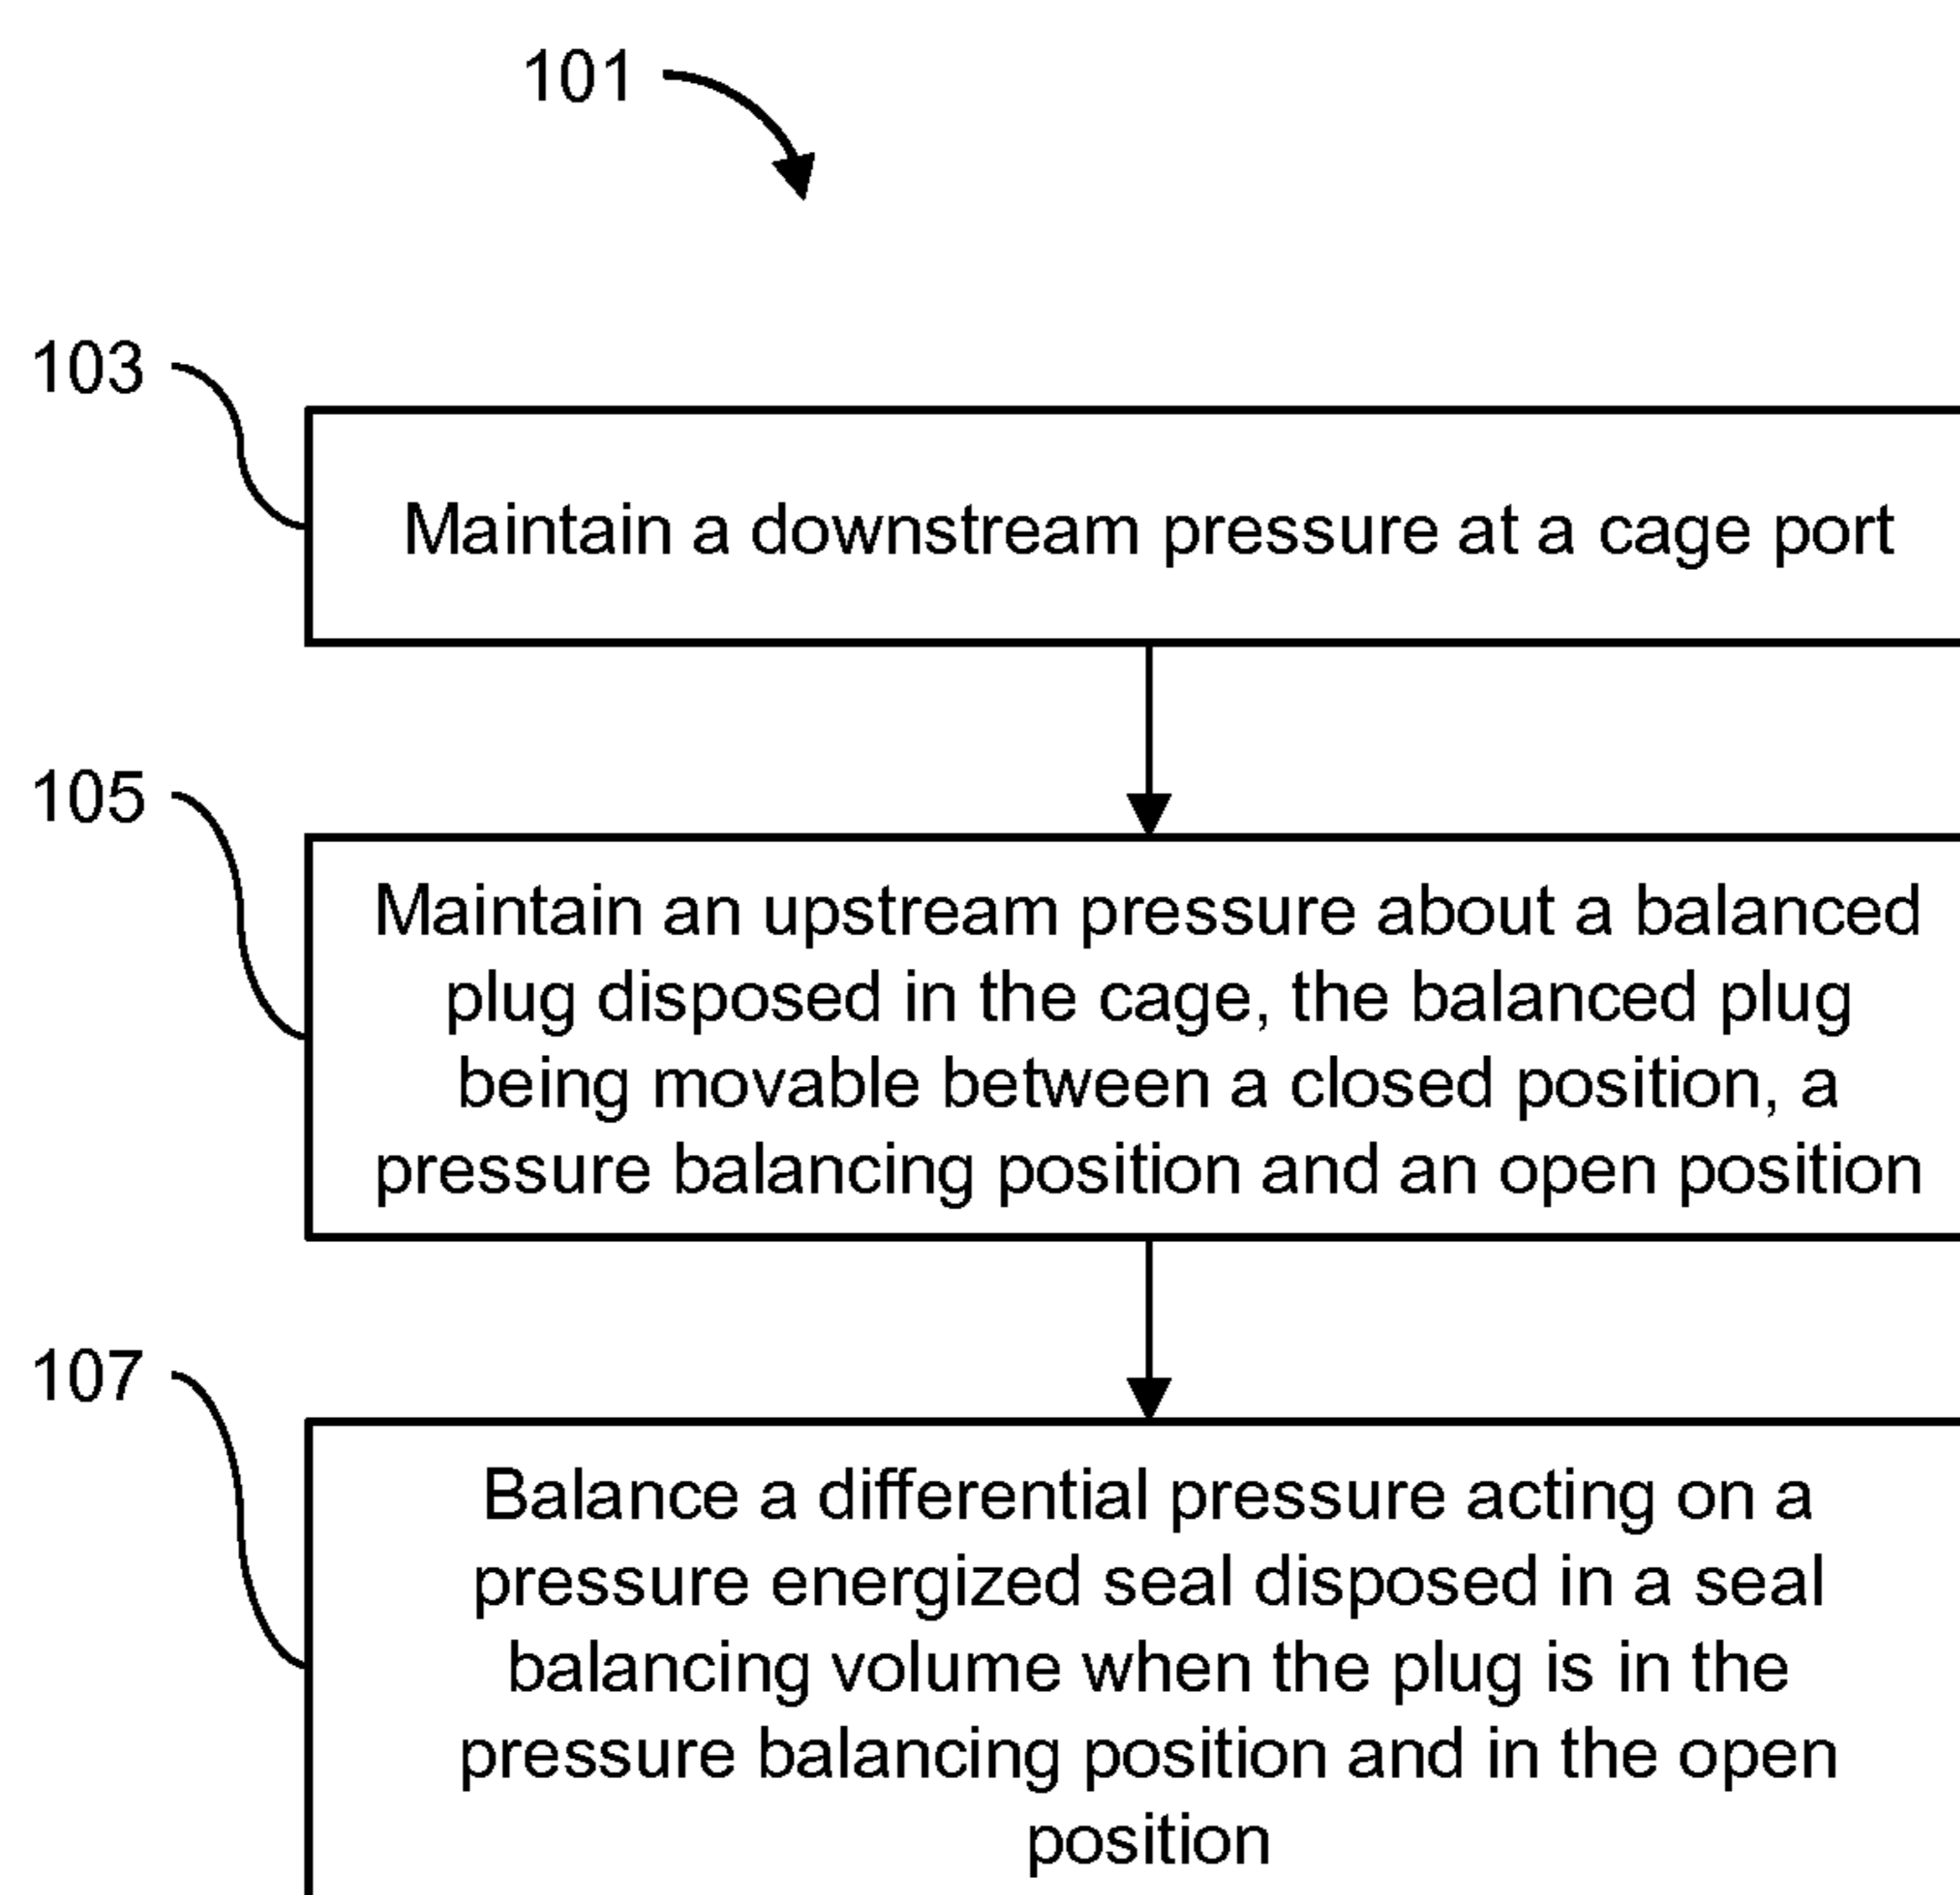 101
103
Maintain a downstream pressure at a cage port
105
Maintain an upstream pressure about a balanced
plug disposed in the cage, the balanced plug
being movable between a closed position, a
pressure balancing position and an open position
107
Balance a differential pressure acting on a
pressure energized seal disposed in a seal
balancing volume when the plug is in the
pressure balancing position and in the open
position